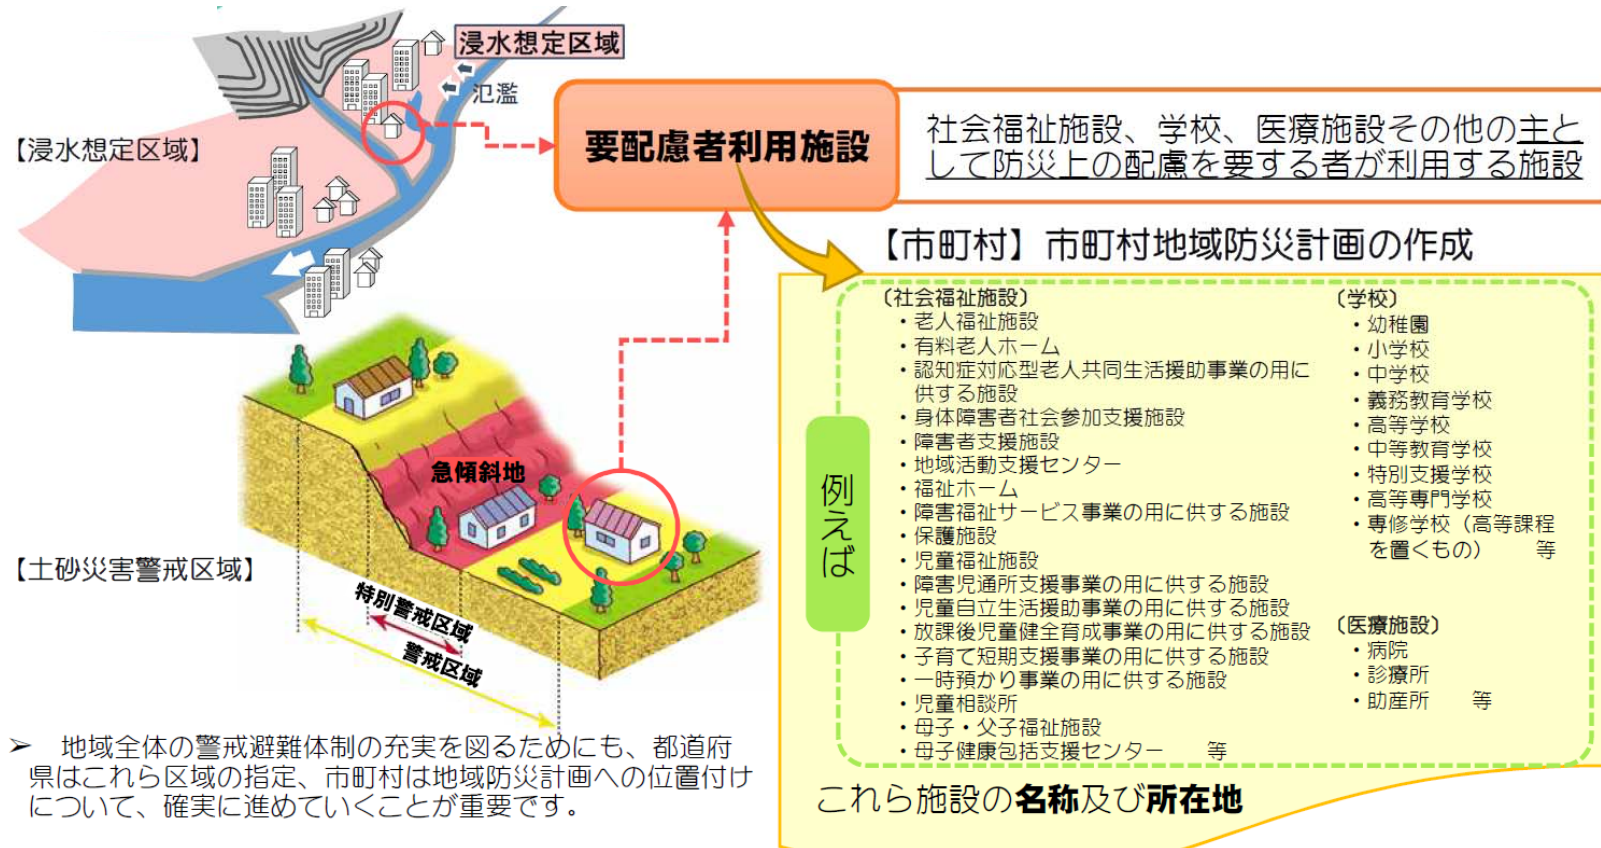 浸水想定区域
氾濫
【浸水想定区域】
要配慮者利用施設
社会福祉施設、学校、医療施設その他の主と
して防災上の配慮を要する者が利用する施設
【市町村】市町村地域防災計画の作成
例えば
(社会福祉施設)
・老人福祉施設
・有料老人ホーム
・認知症対応型老人共同生活援助事業の用に
供する施設
・身体障害者社会参加支援施設
・障害者支援施設
・地域活動支援センター
・福祉ホーム
・障害福祉サービス事業の用に供する施設
・保護施設
・児童福祉施設
・障害児通所支援事業の用に供する施設
・児童自立生活援助事業の用に供する施設
・放課後児童健全育成事業の用に供する施設
・子育て短期支援事業の用に供する施設
・一時預かり事業の用に供する施設
・児童相談所
・母子・父子福祉施設
・母子健康包括支援センター　　等
(学校)
・幼稚園
・小学校
・中学校
・義務教育学校
・高等学校
・中等教育学校
・特別支援学校
・高等専門学校
・専修学校（高等課程
を置くもの）　　等
(医療施設)
・病院
・診療所
・助産所　　等
これら施設の名称及び所在地
急傾斜地
【土砂災害警戒区域】
特別警戒区域
警戒区域
➢　地域全体の警戒避難体制の充実を図るためにも、都道府
県はこれら区域の指定、市町村は地域防災計画への位置付け
について、確実に進めていくことが重要です。